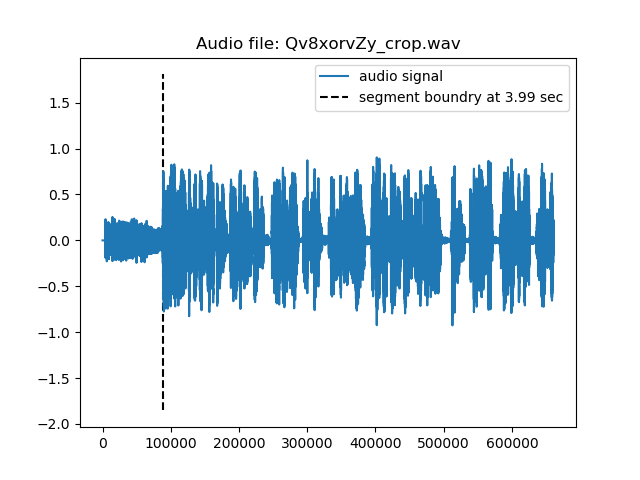 Audio file: Qv8xorvZy_crop.wav
audio signal
segment boundry at 3.99 sec
1.5
1.0
0.5
0.0
−0.5
−1.0
−1.5
−2.0
0 100000 200000 300000 400000 500000 600000